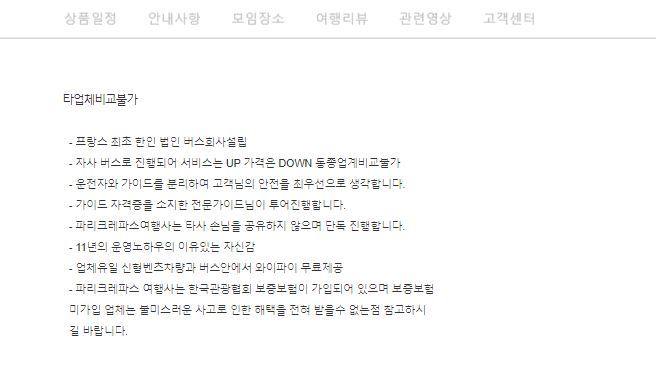 상품일정 안내사항 모임장소 여행리뷰 관련영상 고객센터
타업체비교불가
- 프랑스 최초 한인 법인 버스회사설립
- 자사 버스로 진행되어 서비스는 UP 가격은 DOWN 동종업계비교불가
- 운전자와 가이드를 분리하여 고객님의 안전을 최우선으로 생각합니다.
- 가이드 자격증을 소지한 전문가이드님이 투어진행합니다.
- 파리크레파스여행사는 타사 손님을 공유하지 않으며 단독 진행합니다.
- 11년의 운영노하우의 이유있는 자신감
- 업체유일 신형벤즈차량과 버스안에서 와이파이 무료제공
- 파리크레파스 여행사는 한국관광협회 보증보험이 가입되어 있으며 보증보험
미가입 업체는 불미스러운 사고로 인한 해택을 전혀 받을수 없는점 참고하시
길 바랍니다.